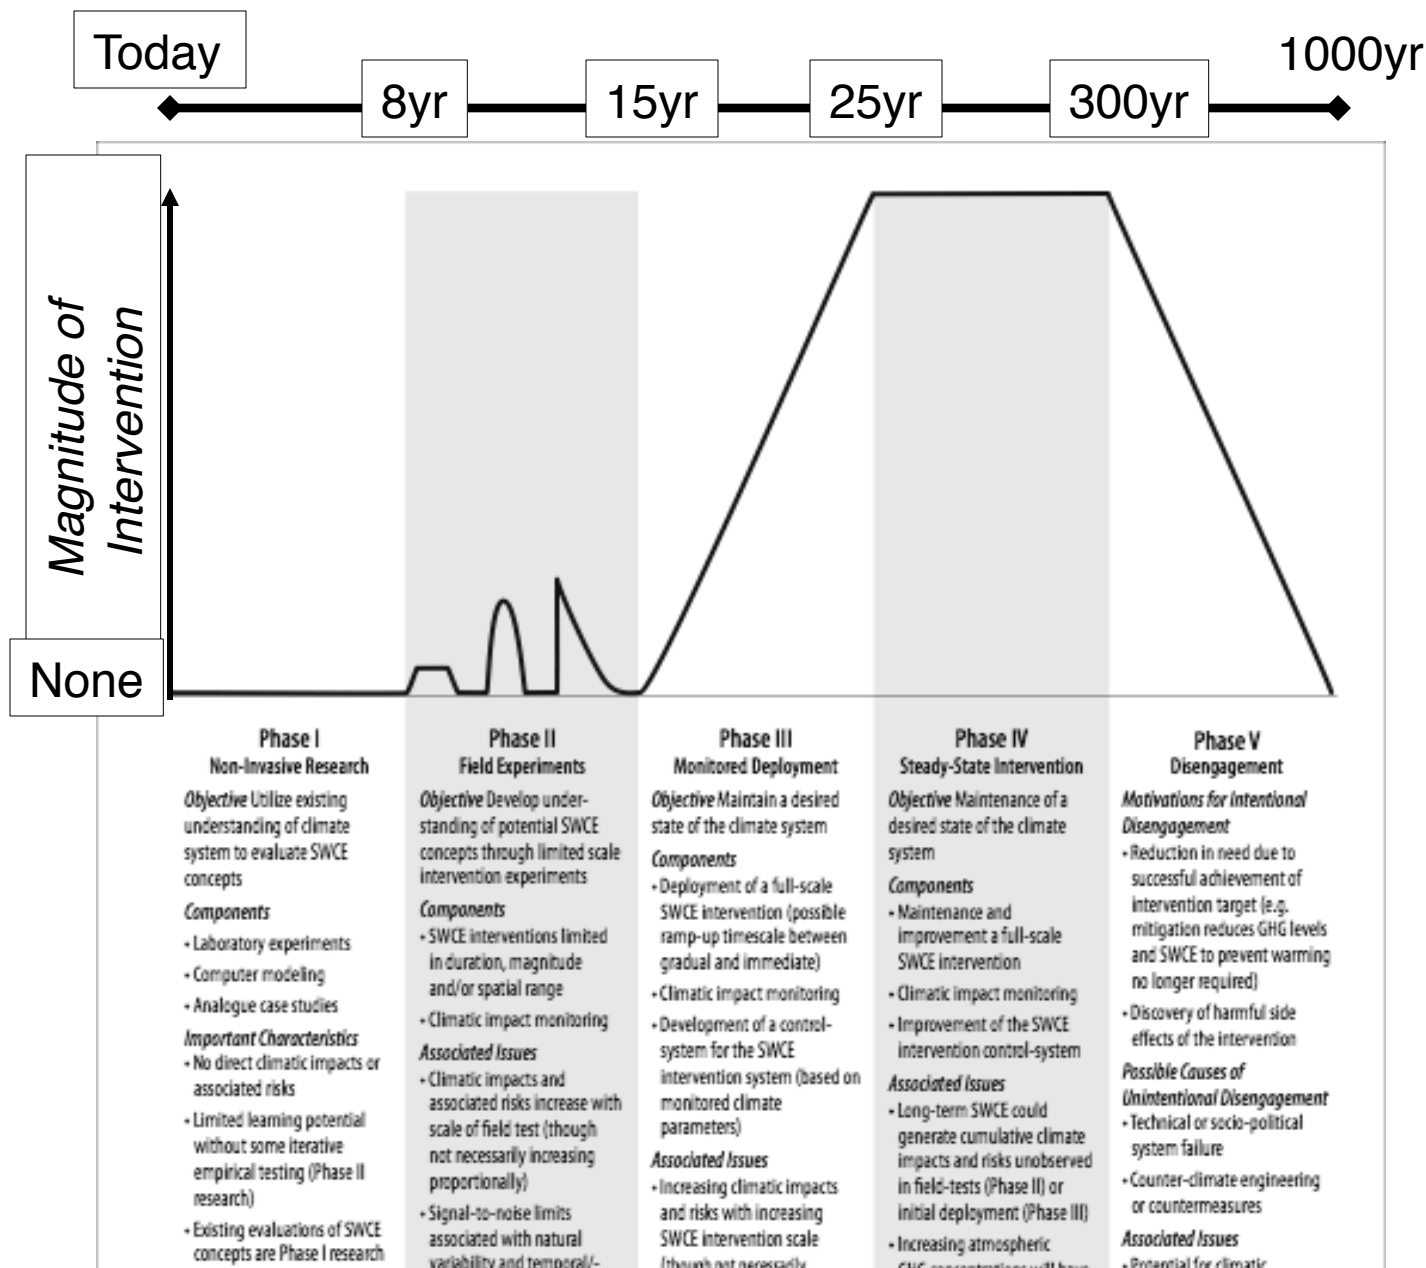 Today
1000yr
8yr
15yr
25yr
300yr
Magnitude of
Intervention
None
Phase I
Non-Invasive Research
Objective Utilize existing
understanding of climate
system to evaluate SWCE
concepts
Components
• Laboratory experiments
• Computer modeling
• Analogue case studies
Important Characteristics
• No direct climatic impacts or
associated risks
• Limited learning potential
without some iterative
empirical testing (Phase II
research)
• Existing evaluations of SWCE
concepts are Phase I research
Phase II
Field Experiments
Objective Develop under-
standing of potential SWCE
concepts through limited scale
intervention experiments
Components
• SWCE interventions limited
in duration, magnitude
and/or spatial range
• Climatic impact monitoring
Associated Issues
• Climatic impacts and
associated risks increase with
scale of field test (though
not necessarily increasing
proportionally)
• Signal-to-noise limits
associated with natural
variability and temporal/-
Phase III
Monitored Deployment
Objective Maintain a desired
state of the climate system
Components
• Deployment of a full-scale
SWCE intervention (possible
ramp-up timescale between
gradual and immediate)
• Climatic impact monitoring
• Development of a control-
system for the SWCE
intervention system (based on
monitored climate
parameters)
Associated Issues
• Increasing climatic impacts
and risks with increasing
SWCE intervention scale
(though not necessarily
Phase IV
Steady-State Intervention
Objective Maintenance of a
desired state of the climate
system
Components
• Maintenance and
improvement a full-scale
SWCE intervention
• Climatic impact monitoring
• Improvement of the SWCE
intervention control-system
Associated Issues
• Long-term SWCE could
generate cumulative climate
impacts and risks unobserved
in field-tests (Phase II) or
initial deployment (Phase III)
• Increasing atmospheric
GHG concentrations will have
Phase V
Disengagement
Motivations for Intentional
Disengagement
• Reduction in need due to
successful achievement of
intervention target (e.g.
mitigation reduces GHG levels
and SWCE to prevent warming
no longer required)
• Discovery of harmful side
effects of the intervention
Possible Causes of
Unintentional Disengagement
• Technical or socio-political
system failure
• Counter-climate engineering
or countermeasures
Associated Issues
• Potential for climatic